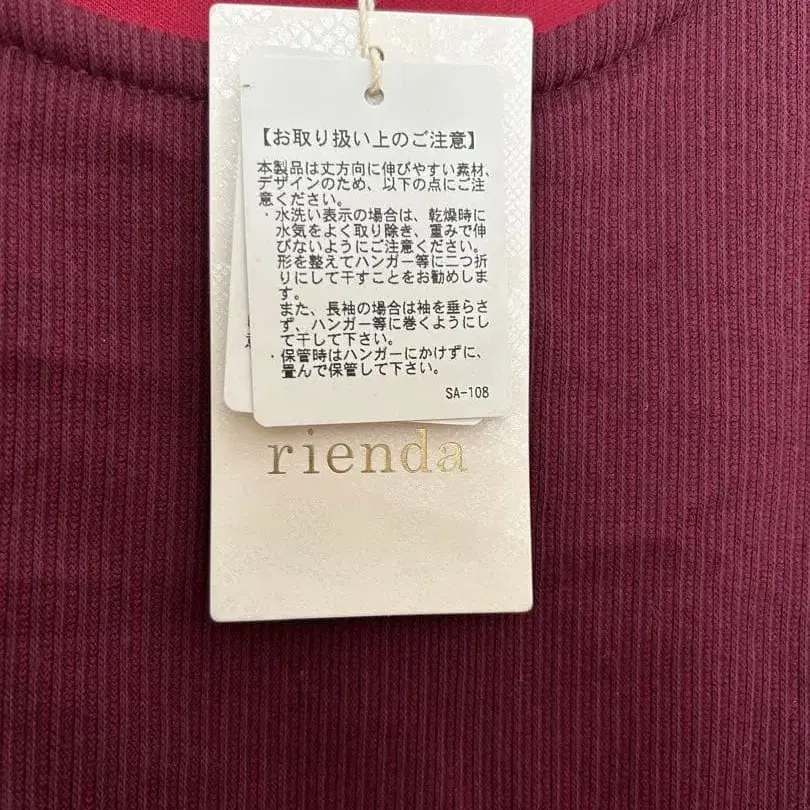 【お取り扱い上のご注意】
本製品は丈方向に伸びやすい素材、
デザインのため、以下の点にご注
意ください。
・水洗い表示の場合は、乾燥時に
水気をよく取り除き、重みで伸
びないようにご注意ください。
形を整えてハンガー等に二つ折
りにして干すことをお勧めしま
す。
また、長袖の場合は袖を垂らさ
ず、ハンガー等に巻くようにし
て干して下さい。
・保管時はハンガーにかけずに、
畳んで保管して下さい。
SA-108
rienda